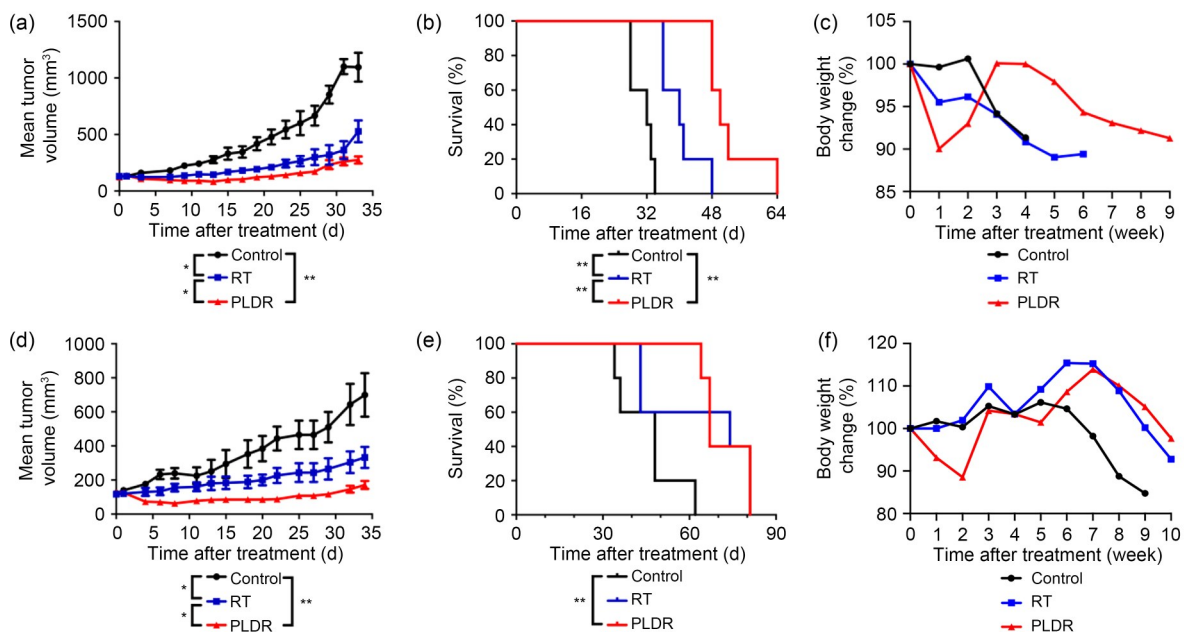 (a)
Mean tumor
volume (mm³)
1500
1000
500
0
0 5 10 15 20 25 30 35
Time after treatment (d)
Control
RT
PLDR
*
*
**
(b)
Survival (%)
100
80
60
40
20
0
0 16 32 48 64
Time after treatment (d)
Control
RT
PLDR
**
**
**
(c)
Body weight
change (%)
105
100
95
90
85
0 1 2 3 4 5 6 7 8 9
Time after treatment (week)
Control
RT
PLDR
(d)
Mean tumor
volume (mm³)
1000
800
600
400
200
0
0 5 10 15 20 25 30 35
Time after treatment (d)
Control
RT
PLDR
*
*
**
(e)
Survival (%)
100
80
60
40
20
0
0 30 60 90
Time after treatment (d)
Control
RT
PLDR
**
(f)
Body weight
change (%)
120
110
100
90
80
0 1 2 3 4 5 6 7 8 9 10
Time after treatment (week)
Control
RT
PLDR